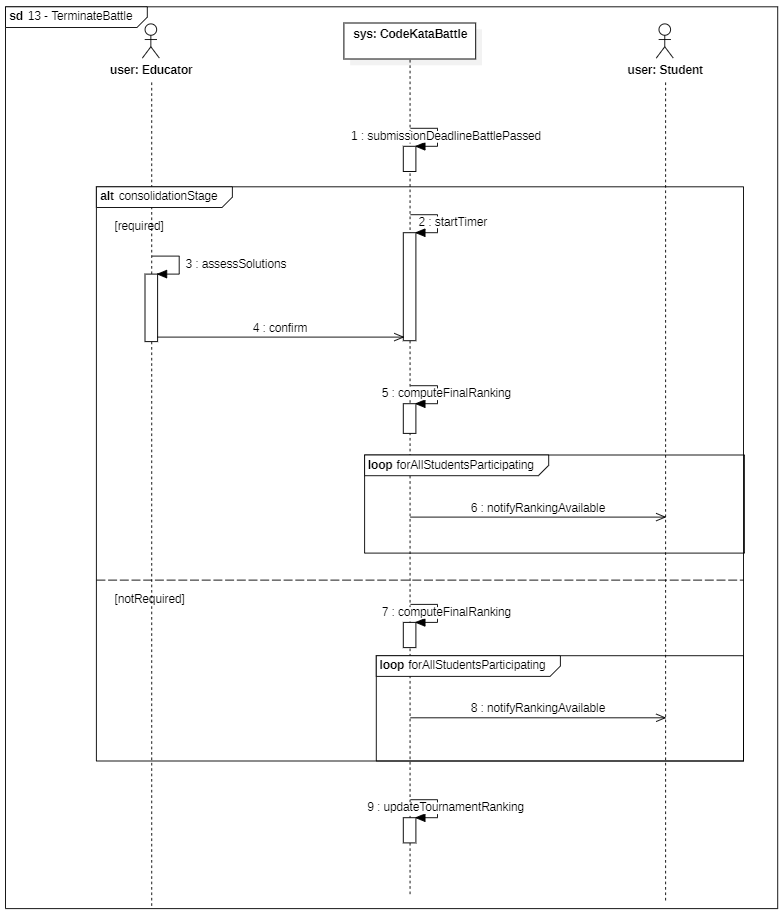 sd 13 - TerminateBattle
user: Educator
sys: CodeKataBattle
user: Student
1 : submissionDeadlineBattlePassed
alt consolidationStage
[required]
2 : startTimer
3 : assessSolutions
4 : confirm
5 : computeFinalRanking
loop forAllStudentsParticipating
6 : notifyRankingAvailable
[notRequired]
7 : computeFinalRanking
loop forAllStudentsParticipating
8 : notifyRankingAvailable
9 : updateTournamentRanking